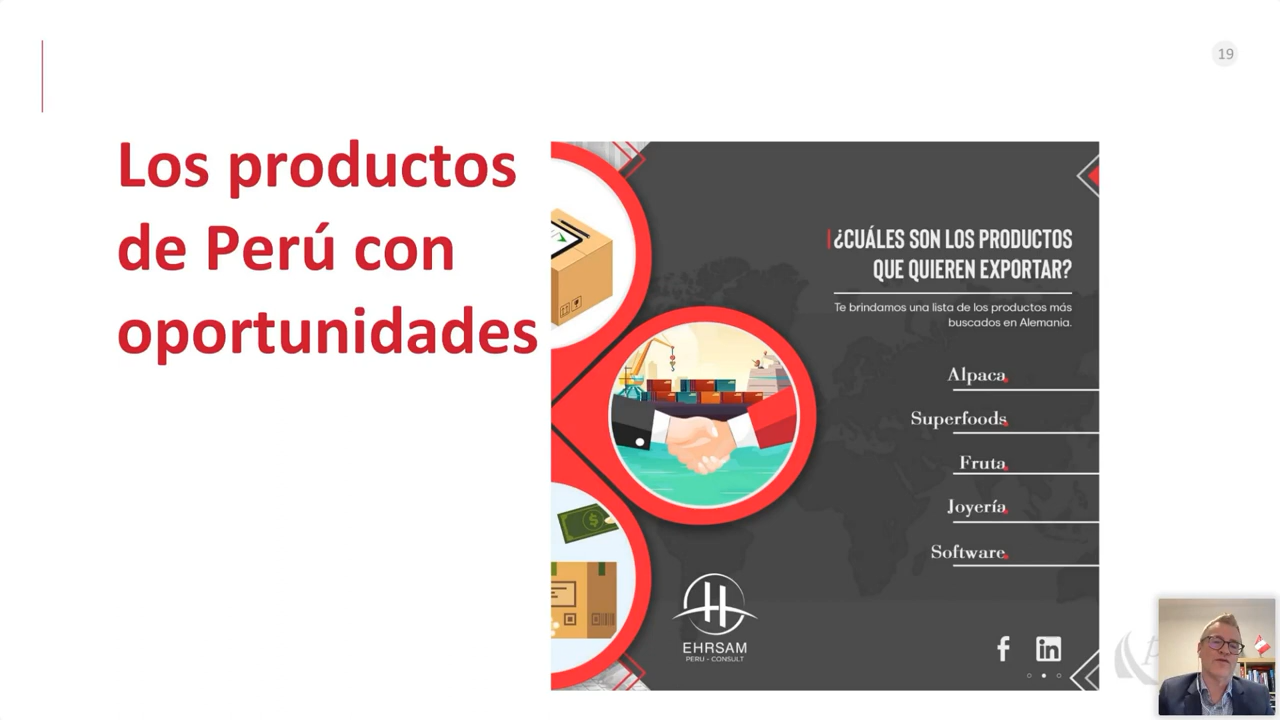 19
Los productos
de Perú con
oportunidades
¿CUÁLES SON LOS PRODUCTOS
QUE QUIEREN EXPORTAR?
Te brindamos una lista de los productos más
buscados en Alemania.
Alpaca
Superfoods
Fruta
Joyería
Software
EHRSAM
PERU - CONSULT
f
in